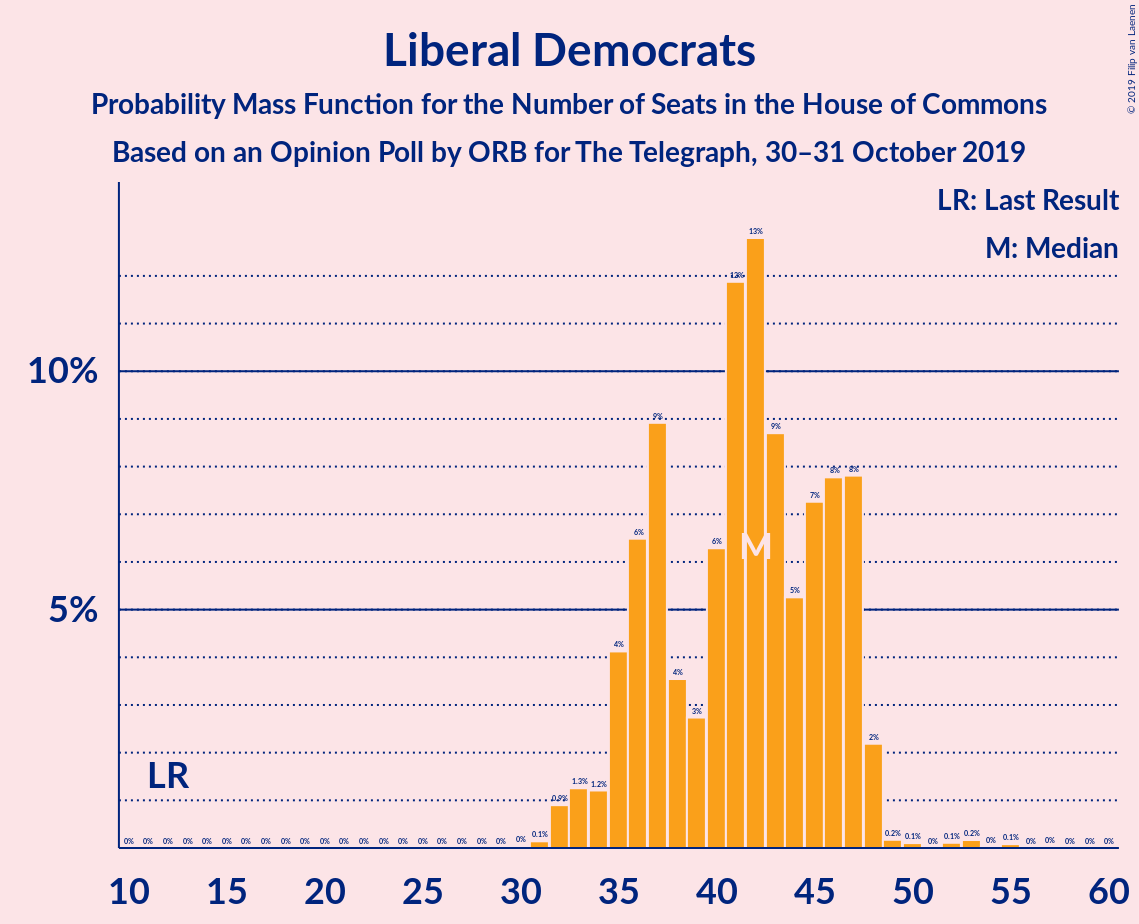 Liberal Democrats
Probability Mass Function for the Number of Seats in the House of Commons
Based on an Opinion Poll by ORB for The Telegraph, 30–31 October 2019
© 2019 Filip van Laenen
LR: Last Result
M: Median
10%
5%
LR
M
0% 0% 0% 0% 0% 0% 0% 0% 0% 0% 0% 0% 0% 0% 0% 0% 0% 0% 0% 0% 0% 0.1% 0.9% 1.3% 1.2% 4% 6% 9% 4% 3% 6% 12% 13% 9% 5% 7% 8% 8% 2% 0.2% 0.1% 0% 0.1% 0.2% 0% 0.1% 0% 0% 0% 0% 0%
10 15 20 25 30 35 40 45 50 55 60